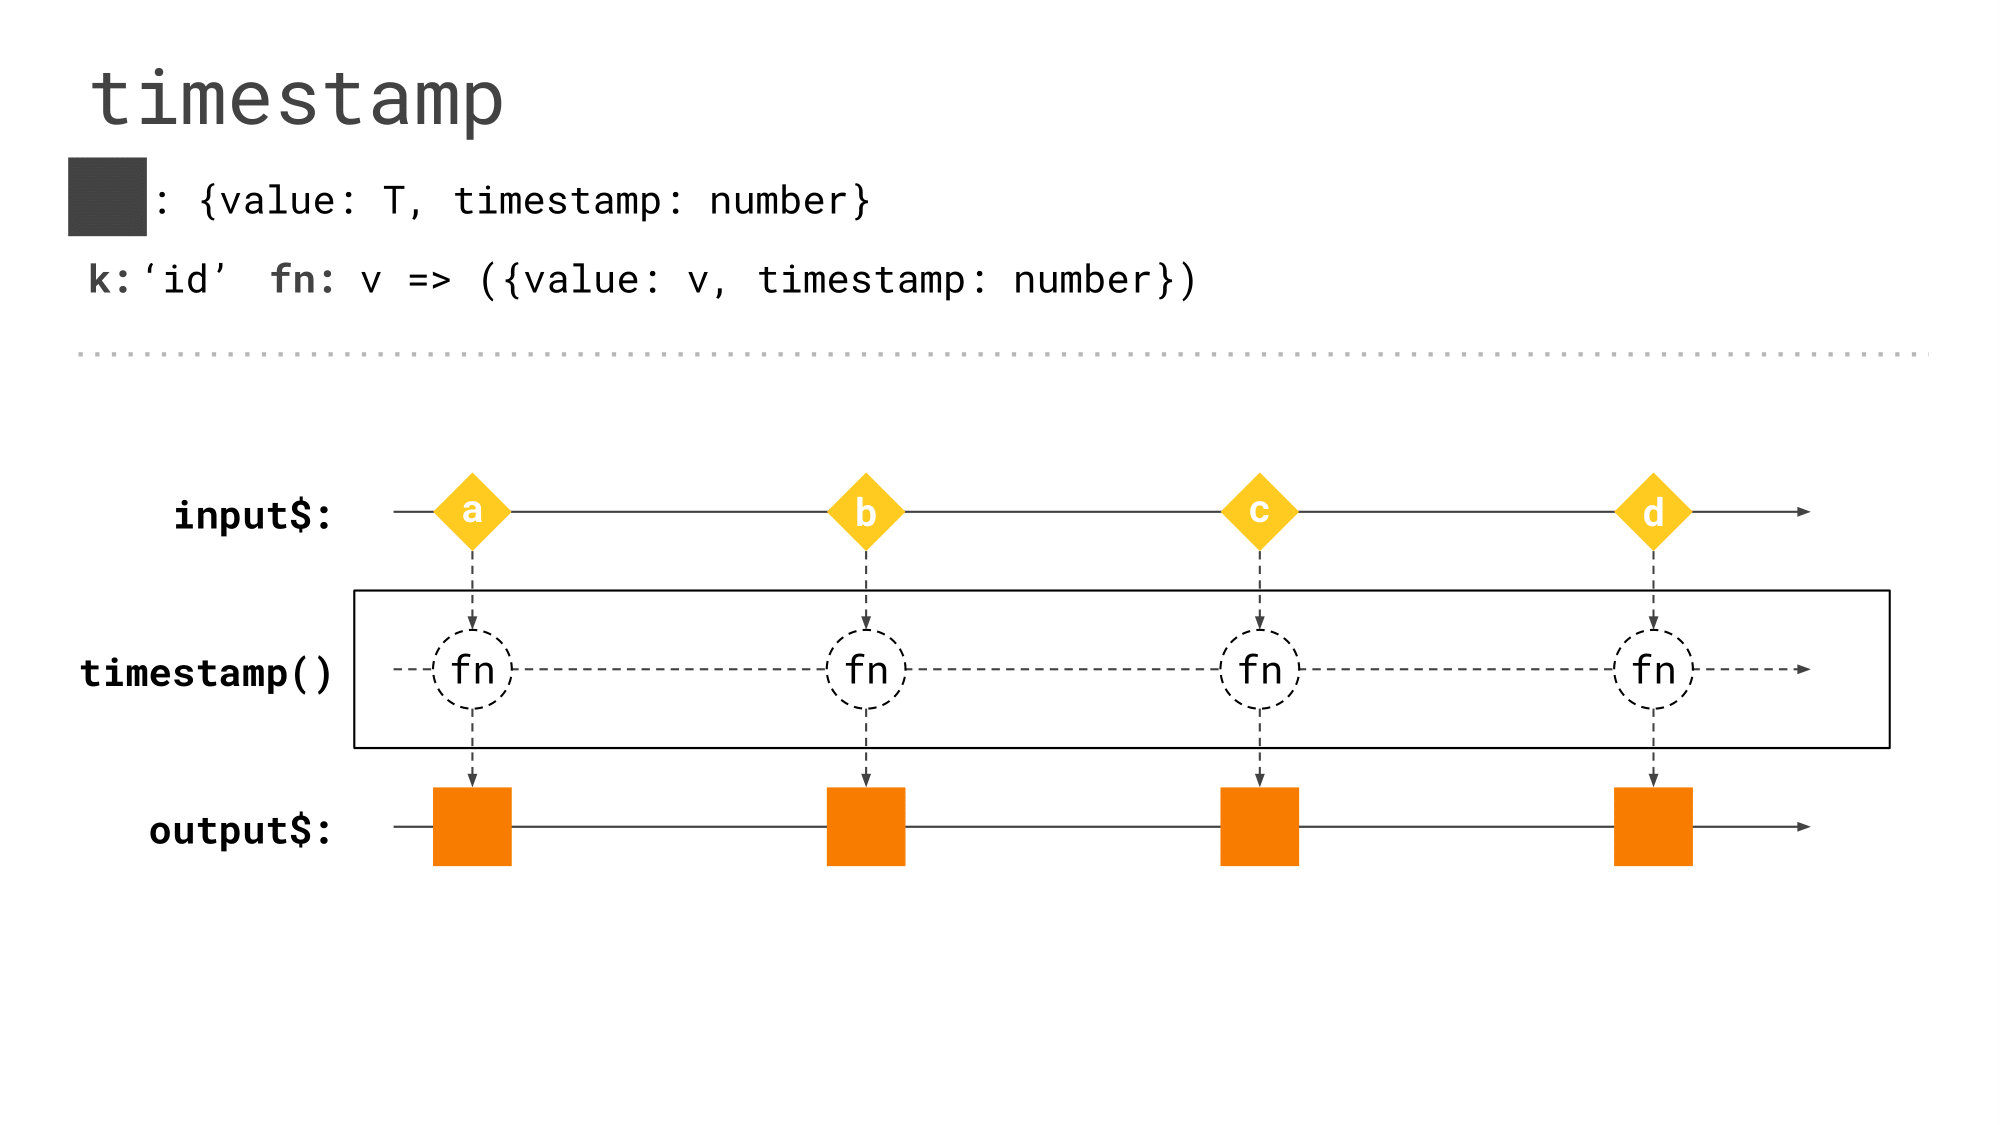 timestamp
: {value: T, timestamp: number}
k: ‘id’ fn: v => ({value: v, timestamp: number})
input$: a b c d
timestamp() fn fn fn fn
output$: